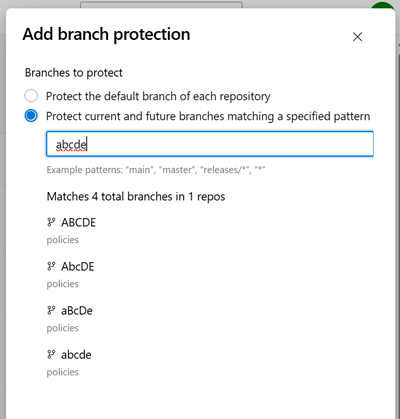 Add branch protection
Branches to protect
Protect the default branch of each repository
Protect current and future branches matching a specified pattern
abcde
Example patterns: "main", "master", "releases/*", "*"
Matches 4 total branches in 1 repos
ABCDE
policies
AbcDE
policies
aBcDe
policies
abcde
policies